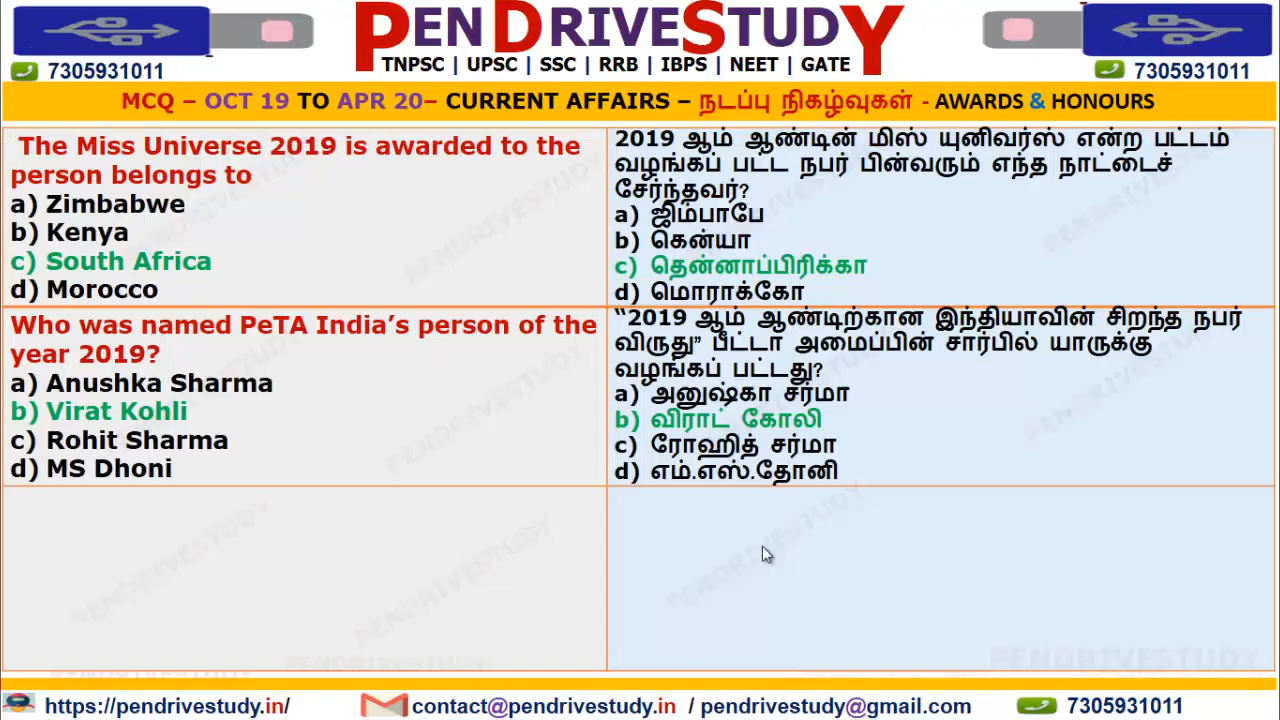 PENDRIVESTUDY
TNPSC | UPSC | SSC | RRB | IBPS | NEET | GATE
7305931011
7305931011
MCQ – OCT 19 TO APR 20– CURRENT AFFAIRS – நடப்பு நிகழ்வுகள் - AWARDS & HONOURS
The Miss Universe 2019 is awarded to the
person belongs to
a) Zimbabwe
b) Kenya
c) South Africa
d) Morocco
2019 ஆம் ஆண்டின் மிஸ் யுனிவர்ஸ் என்ற பட்டம்
வழங்கப் பட்ட நபர் பின்வரும் எந்த நாட்டைச்
சேர்ந்தவர்?
a) ஜிம்பாபே
b) கென்யா
c) தென்னாப்பிரிக்கா
d) மொராக்கோ
Who was named PeTA India’s person of the
year 2019?
a) Anushka Sharma
b) Virat Kohli
c) Rohit Sharma
d) MS Dhoni
“2019 ஆம் ஆண்டிற்கான இந்தியாவின் சிறந்த நபர்
விருது” பீட்டா அமைப்பின் சார்பில் யாருக்கு
வழங்கப் பட்டது?
a) அனுஷ்கா சர்மா
b) விராட் கோலி
c) ரோஹித் சர்மா
d) எம்.எஸ்.தோனி
https://pendrivestudy.in/
contact@pendrivestudy.in / pendrivestudy@gmail.com
7305931011